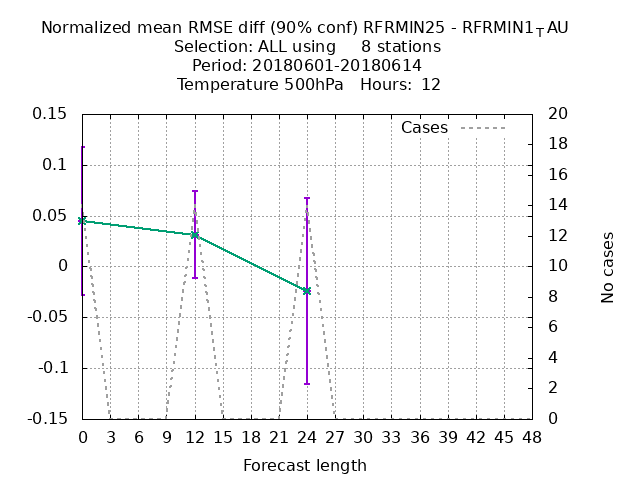 Normalized mean RMSE diff (90% conf) RFRMIN25 - RFRMIN1TAU
Selection: ALL using 8 stations
Period: 20180601-20180614
Temperature 500hPa Hours: 12
Cases
0.15
0.1
0.05
0
-0.05
-0.1
-0.15
20
18
16
14
12
10
8
6
4
2
0
No cases
0 3 6 9 12 15 18 21 24 27 30 33 36 39 42 45 48
Forecast length